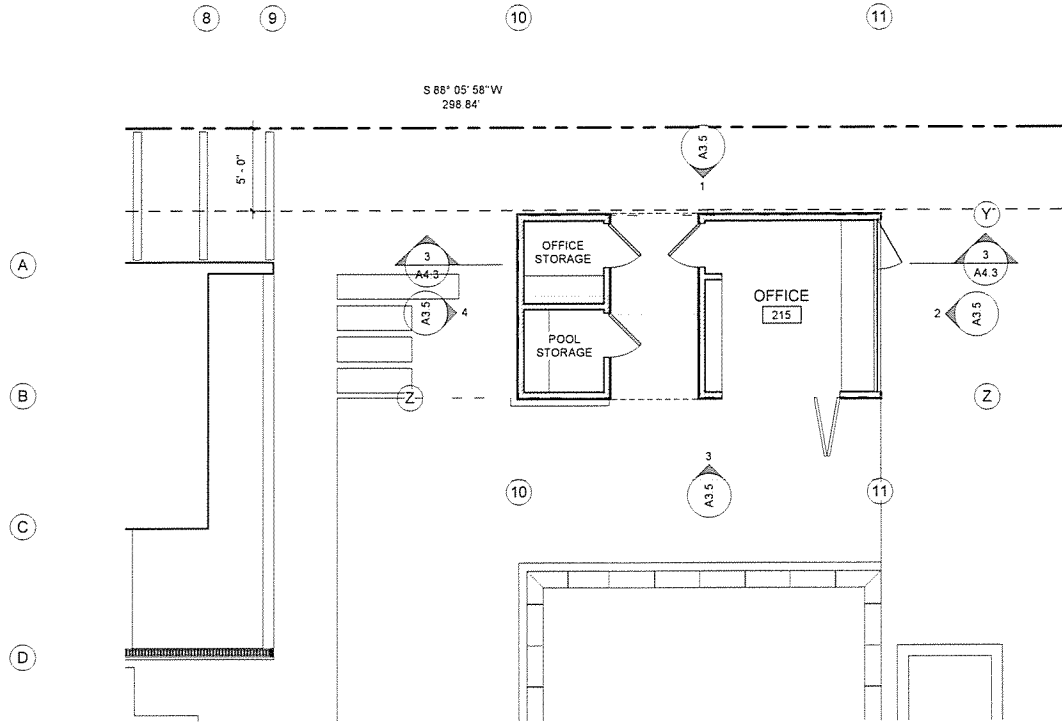 8
9
10
11
S 88° 05' 58" W
298.84'
5' - 0"
A3.5
1
Y
A
3
A4.3
OFFICE
STORAGE
3
A4.3
OFFICE
215
A3.5
4
2
A3.5
POOL
STORAGE
B
Z
Z
3
10
A3.5
11
C
D